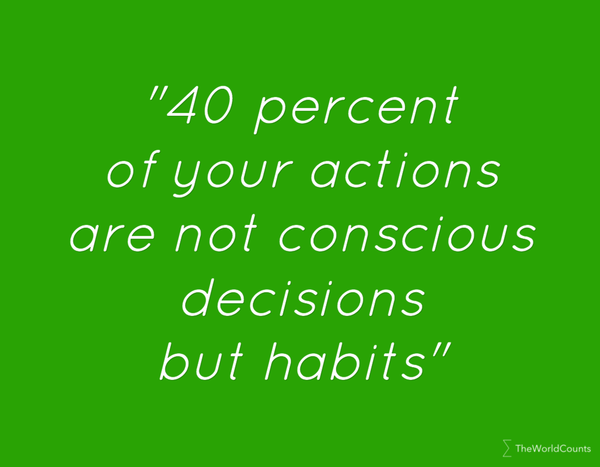 "40 percent
of your actions
are not conscious
decisions
but habits"
TheWorldCounts